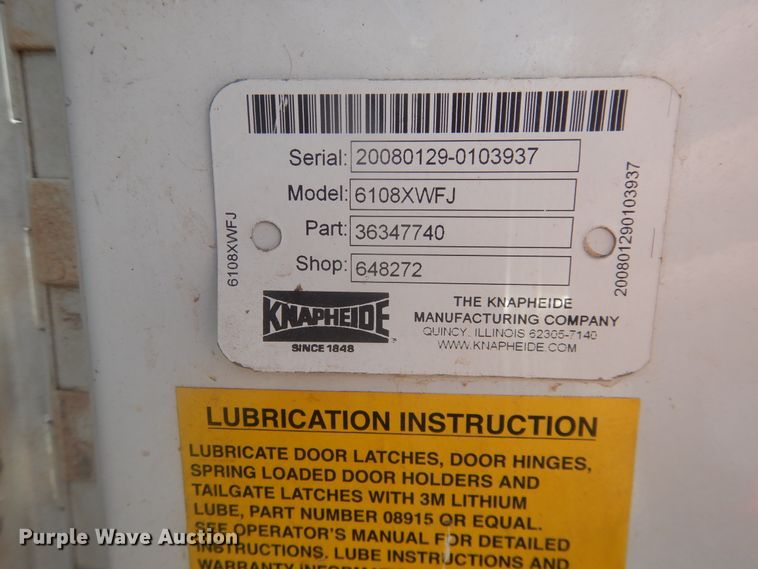 Serial: 20080129-0103937
Model: 6108XWFJ
Part: 36347740
Shop: 648272
6108XWFJ
200801290103937
KNAPHEIDE
SINCE 1848
THE KNAPHEIDE
MANUFACTURING COMPANY
QUINCY, ILLINOIS 62305-7140
WWW.KNAPHEIDE.COM
LUBRICATION INSTRUCTION
LUBRICATE DOOR LATCHES, DOOR HINGES,
SPRING LOADED DOOR HOLDERS AND
TAILGATE LATCHES WITH 3M LITHIUM
LUBE, PART NUMBER 08915 OR EQUAL.
SEE OPERATOR'S MANUAL FOR DETAILED
INSTRUCTIONS. LUBE INSTRUCTIONS AND
WARRANTY
Purple Wave Auction